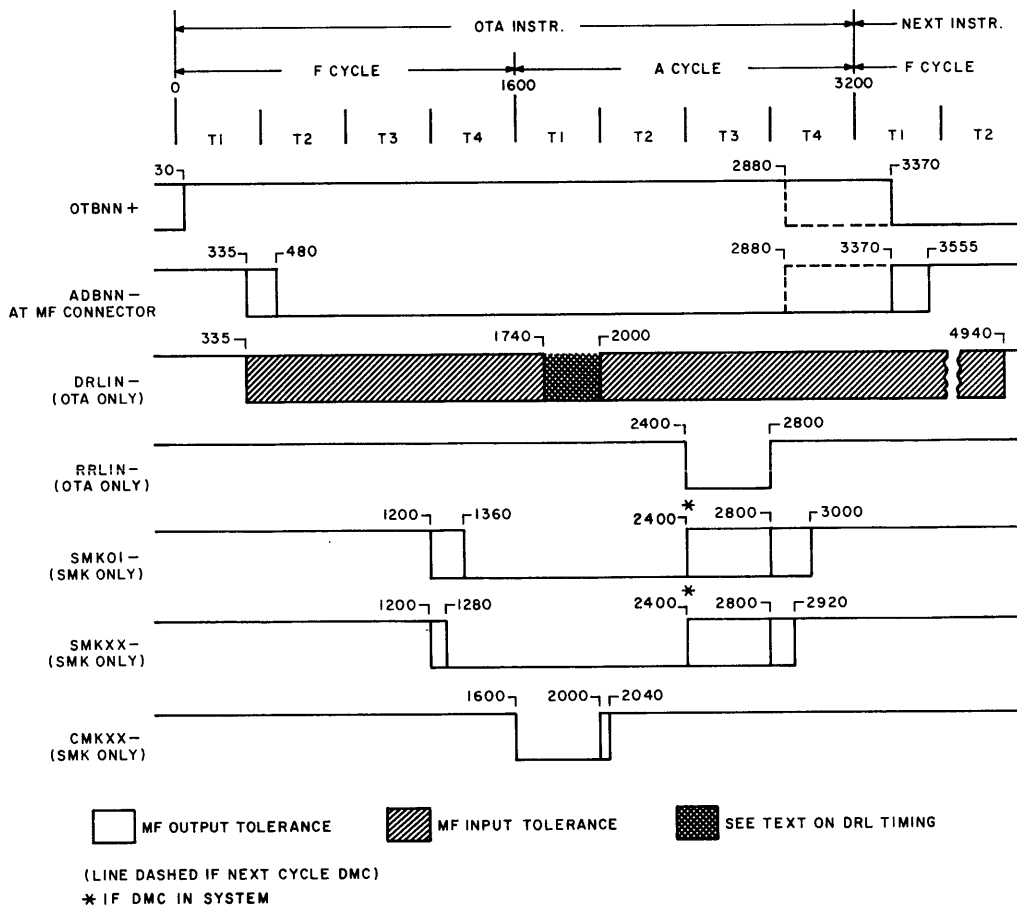 OTA INSTR. NEXT INSTR.
F CYCLE A CYCLE F CYCLE
0 1600 3200
T1 T2 T3 T4 T1 T2 T3 T4 T1 T2
30 2880 3370
OTBNN+
335 480 2880 3370 3555
ADBNN-
AT MF CONNECTOR
335 1740 2000 4940
DRLIN-
(OTA ONLY)
2400 2800
RRLIN-
(OTA ONLY)
*
1200 1360 2400 2800 3000
SMK01-
(SMK ONLY)
*
1200 1280 2400 2800 2920
SMKXX-
(SMK ONLY)
1600 2000 2040
CMKXX-
(SMK ONLY)
MF OUTPUT TOLERANCE MF INPUT TOLERANCE SEE TEXT ON DRL TIMING
(LINE DASHED IF NEXT CYCLE DMC)
* IF DMC IN SYSTEM